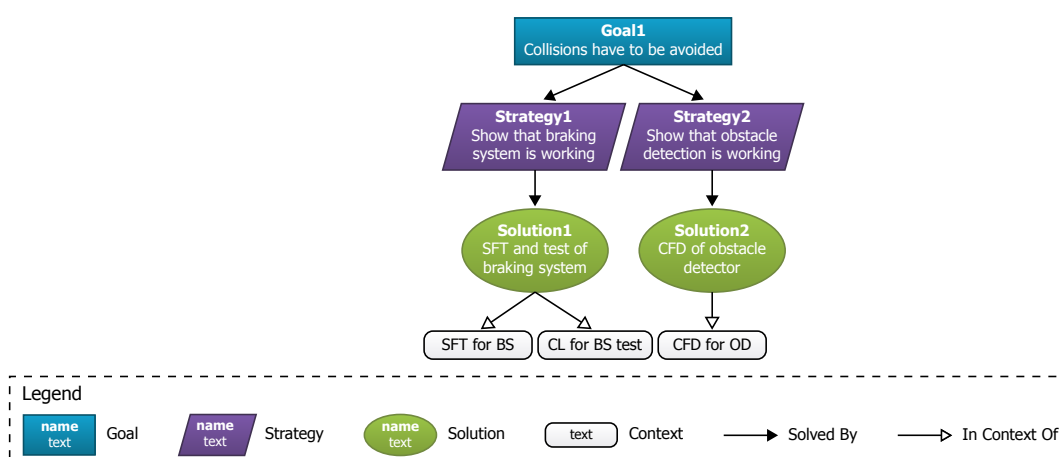 Goal1
Collisions have to be avoided
Strategy1
Show that braking
system is working
Strategy2
Show that obstacle
detection is working
Solution1
SFT and test of
braking system
Solution2
CFD of obstacle
detector
SFT for BS
CL for BS test
CFD for OD
Legend
name
text
Goal
name
text
Strategy
name
text
Solution
text
Context
Solved By
In Context Of